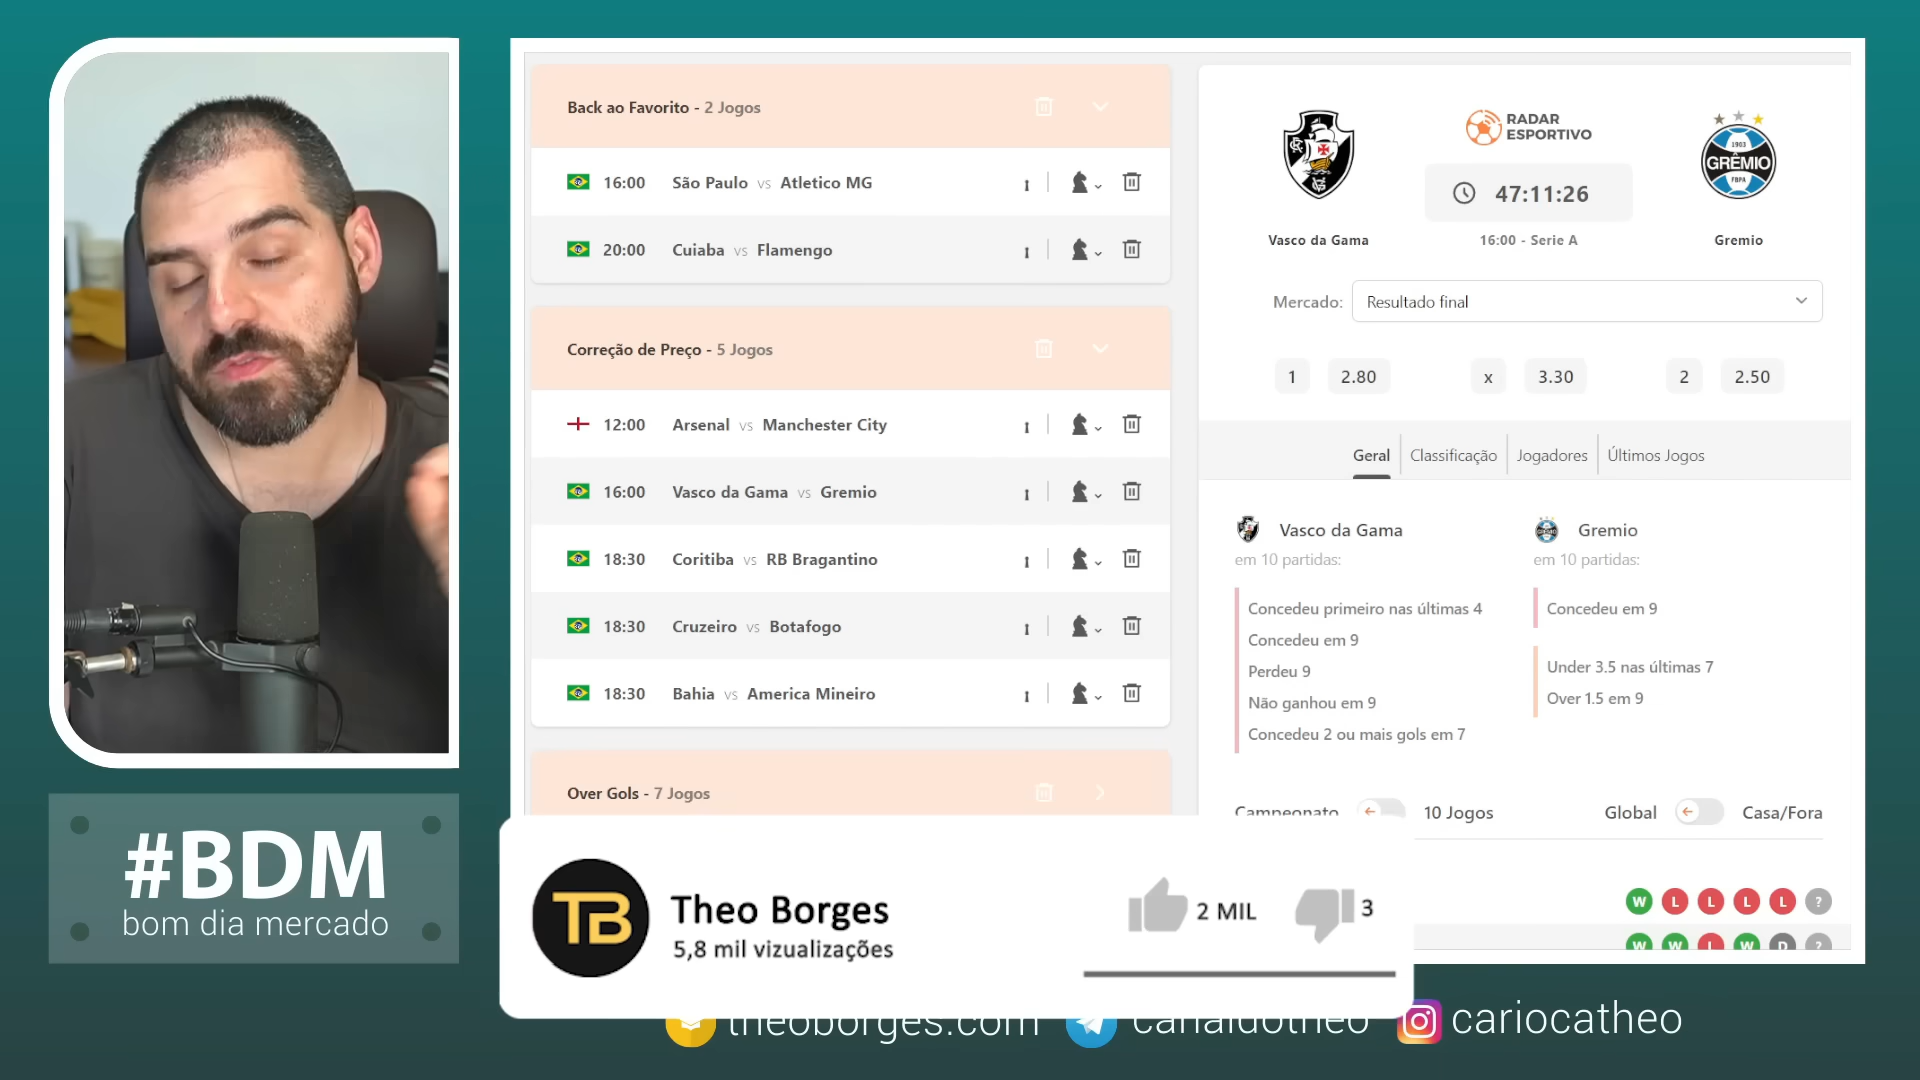 Back ao Favorito - 2 Jogos
16:00 São Paulo vs Atletico MG
20:00 Cuiaba vs Flamengo
Correção de Preço - 5 Jogos
12:00 Arsenal vs Manchester City
16:00 Vasco da Gama vs Gremio
18:30 Coritiba vs RB Bragantino
18:30 Cruzeiro vs Botafogo
18:30 Bahia vs America Mineiro
Over Gols - 7 Jogos
RADAR
ESPORTIVO
1903
GRÊMIO
FBPA
47:11:26
Vasco da Gama
16:00 - Serie A
Gremio
Mercado: Resultado final
1 2.80 x 3.30 2 2.50
Geral Classificação Jogadores Últimos Jogos
Vasco da Gama
em 10 partidas:
Concedeu primeiro nas últimas 4
Concedeu em 9
Perdeu 9
Não ganhou em 9
Concedeu 2 ou mais gols em 7
Gremio
em 10 partidas:
Concedeu em 9
Under 3.5 nas últimas 7
Over 1.5 em 9
Campeonato 10 Jogos Global Casa/Fora
W L L L L ?
W W L W D ?
#BDM
bom dia mercado
TB
Theo Borges
5,8 mil vizualizações
2 MIL
3
theoborges.com
canaldotheo
cariocatheo